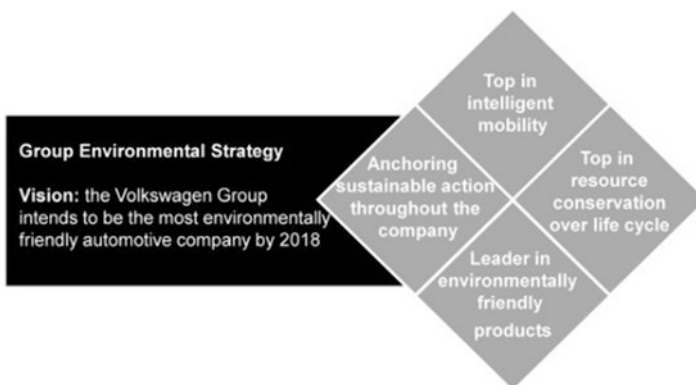 Group Environmental Strategy
Vision: the Volkswagen Group
intends to be the most environmentally
friendly automotive company by 2018
Top in
intelligent
mobility
Anchoring
sustainable action
throughout the
company
Top in
resource
conservation
over life cycle
Leader in
environmentally
friendly
products